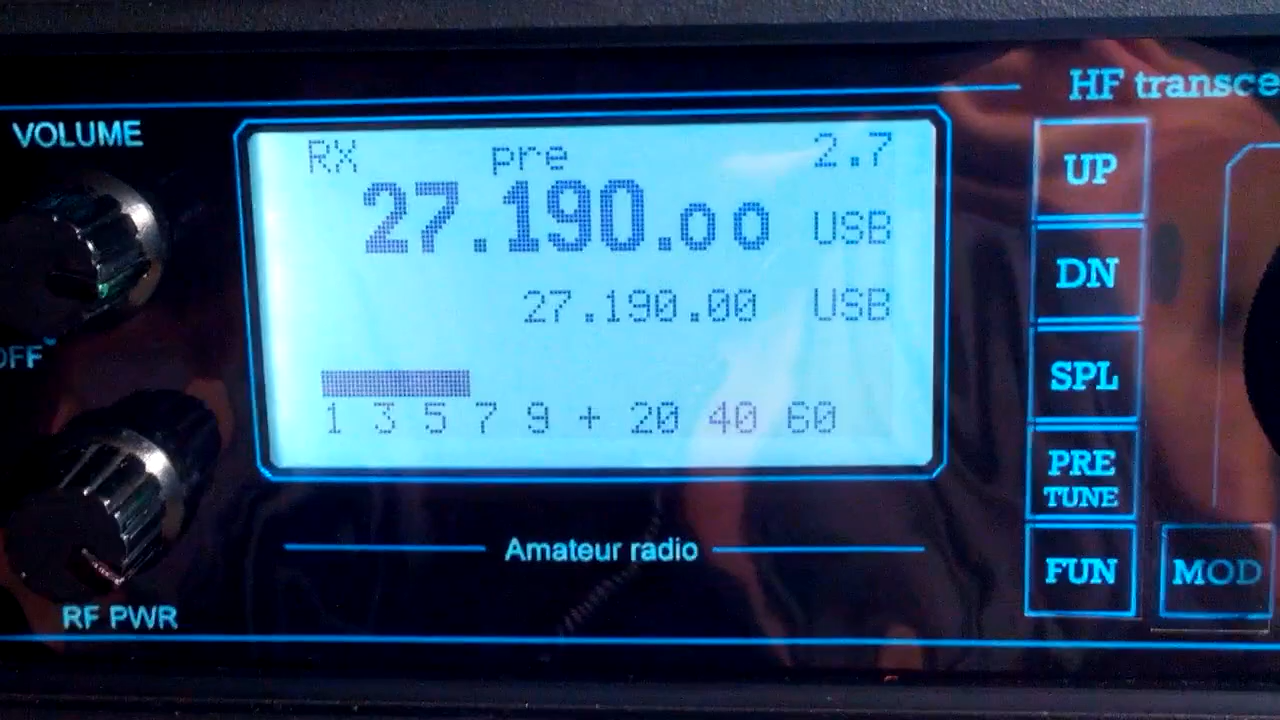 HF transce
VOLUME
RX pre 2.7
27.190.00 USB
27.190.00 USB
1 3 5 7 9 + 20 40 60
OFF
RF PWR
Amateur radio
UP
DN
SPL
PRE
TUNE
FUN
MOD